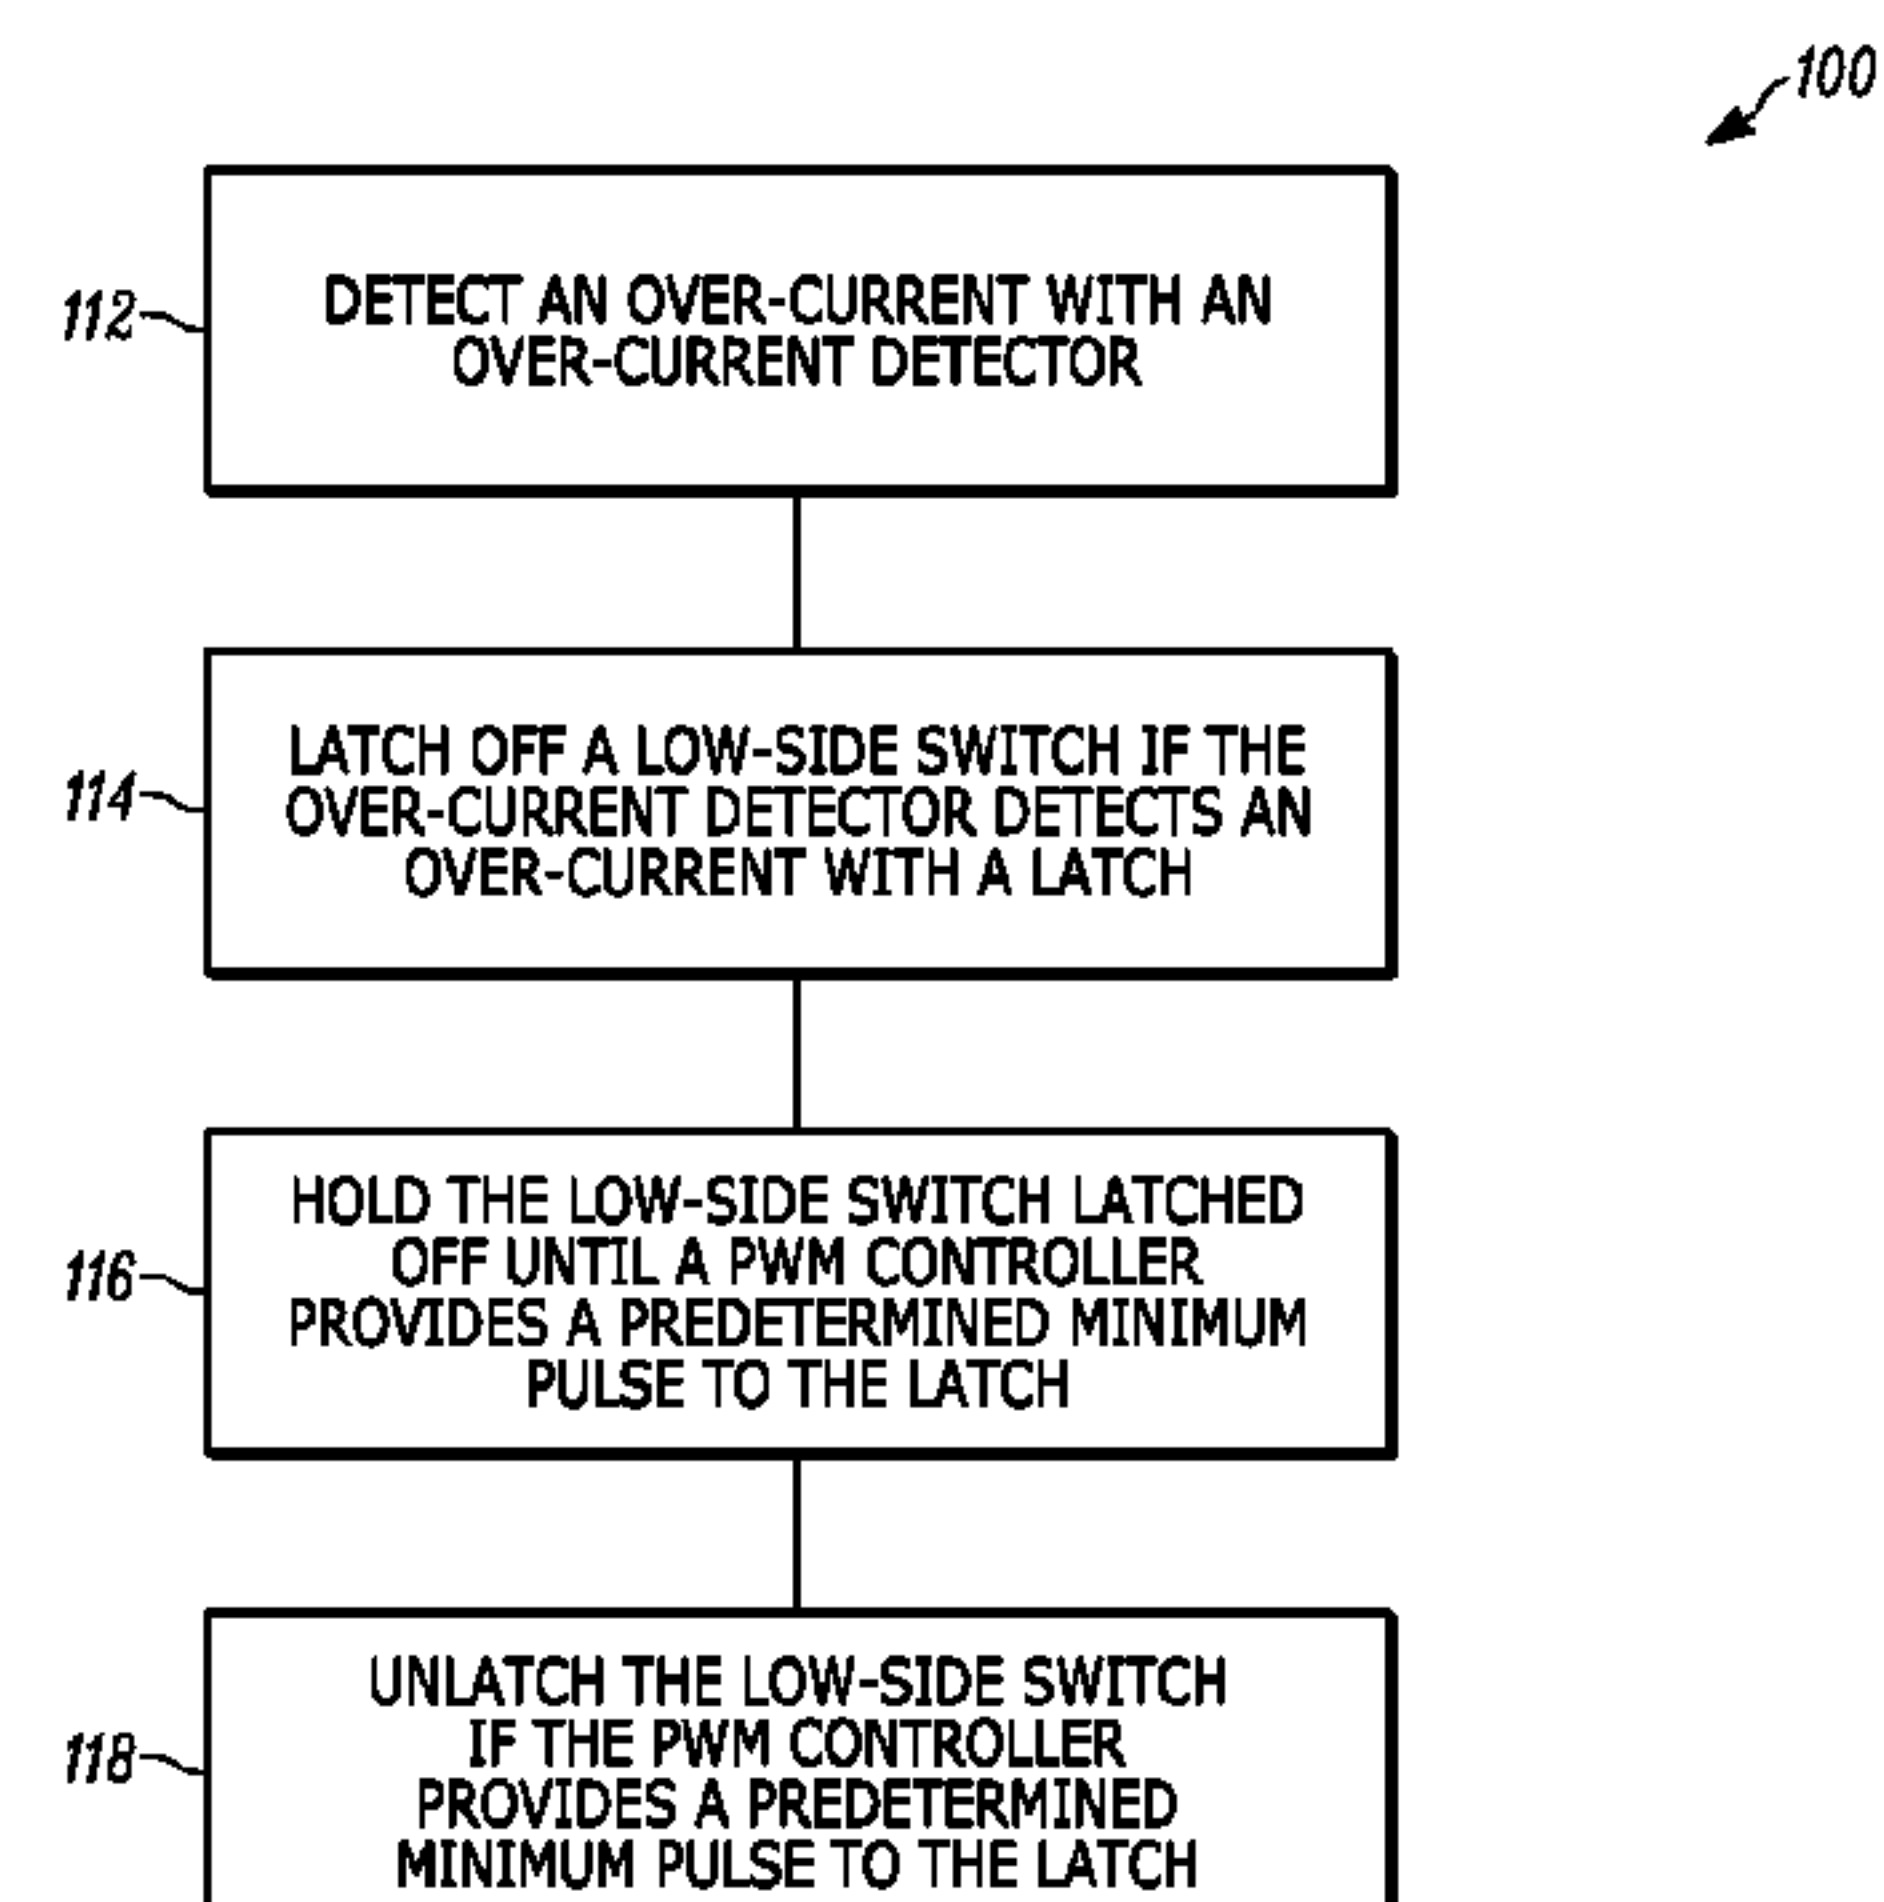 100
112
DETECT AN OVER-CURRENT WITH AN
OVER-CURRENT DETECTOR
114
LATCH OFF A LOW-SIDE SWITCH IF THE
OVER-CURRENT DETECTOR DETECTS AN
OVER-CURRENT WITH A LATCH
116
HOLD THE LOW-SIDE SWITCH LATCHED
OFF UNTIL A PWM CONTROLLER
PROVIDES A PREDETERMINED MINIMUM
PULSE TO THE LATCH
118
UNLATCH THE LOW-SIDE SWITCH
IF THE PWM CONTROLLER
PROVIDES A PREDETERMINED
MINIMUM PULSE TO THE LATCH